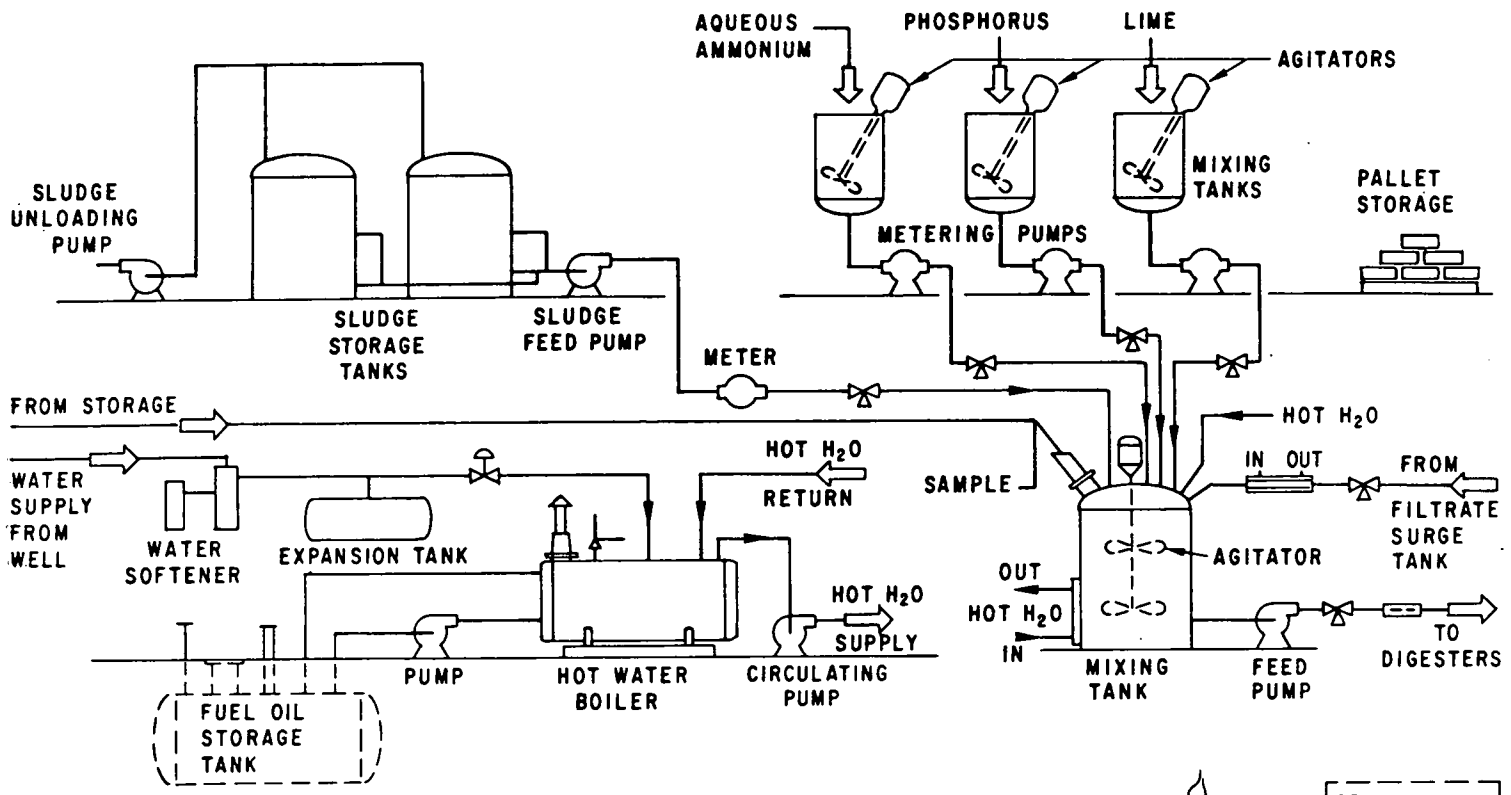 AQUEOUS
AMMONIUM
PHOSPHORUS
LIME
AGITATORS
MIXING
TANKS
PALLET
STORAGE
SLUDGE
UNLOADING
PUMP
METERING PUMPS
SLUDGE
STORAGE
TANKS
SLUDGE
FEED PUMP
METER
FROM STORAGE
HOT H₂O
HOT H₂O
RETURN
SAMPLE
IN OUT
FROM
FILTRATE
SURGE
TANK
WATER
SUPPLY
FROM
WELL
WATER
SOFTENER
EXPANSION TANK
AGITATOR
OUT
HOT H₂O
IN
HOT H₂O
SUPPLY
TO
DIGESTERS
PUMP
HOT WATER
BOILER
CIRCULATING
PUMP
MIXING
TANK
FEED
PUMP
FUEL OIL
STORAGE
TANK